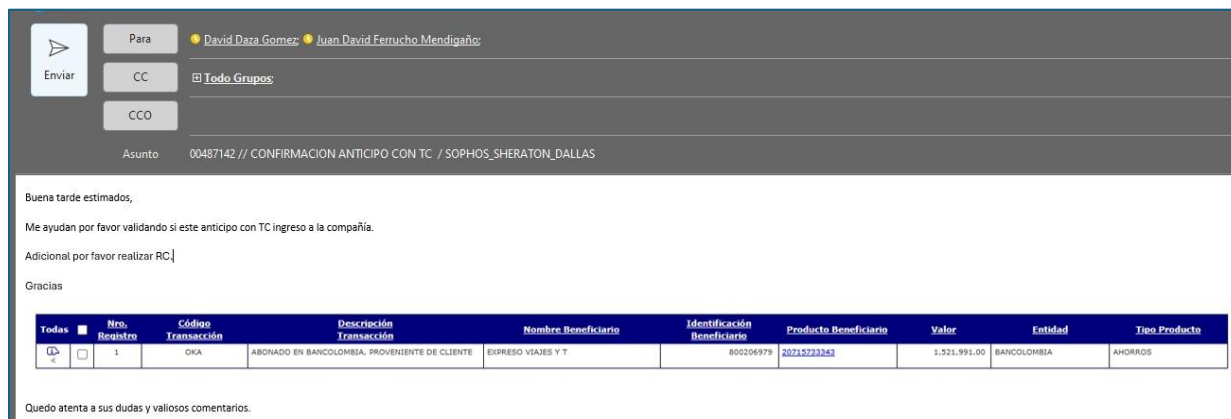 Enviar
Para
David Daza Gomez; Juan David Ferrucho Mendigaño;
CC
Todo Grupos;
CCO
Asunto 00487142 // CONFIRMACION ANTICIPO CON TC / SOPHOS_SHERATON_DALLAS
Buena tarde estimados,
Me ayudan por favor validando si este anticipo con TC ingreso a la compañía.
Adicional por favor realizar RC.
Gracias
Todas Nro. Registro Código Transacción Descripción Transacción Nombre Beneficiario Identificación Beneficiario Producto Beneficiario Valor Entidad Tipo Producto
1 OKA ABONADO EN BANCOLOMBIA, PROVENIENTE DE CLIENTE EXPRESO VIAJES Y T 800206979 20715733343 1.521.991.00 BANCOLOMBIA AHORROS
Quedo atenta a sus dudas y valiosos comentarios.